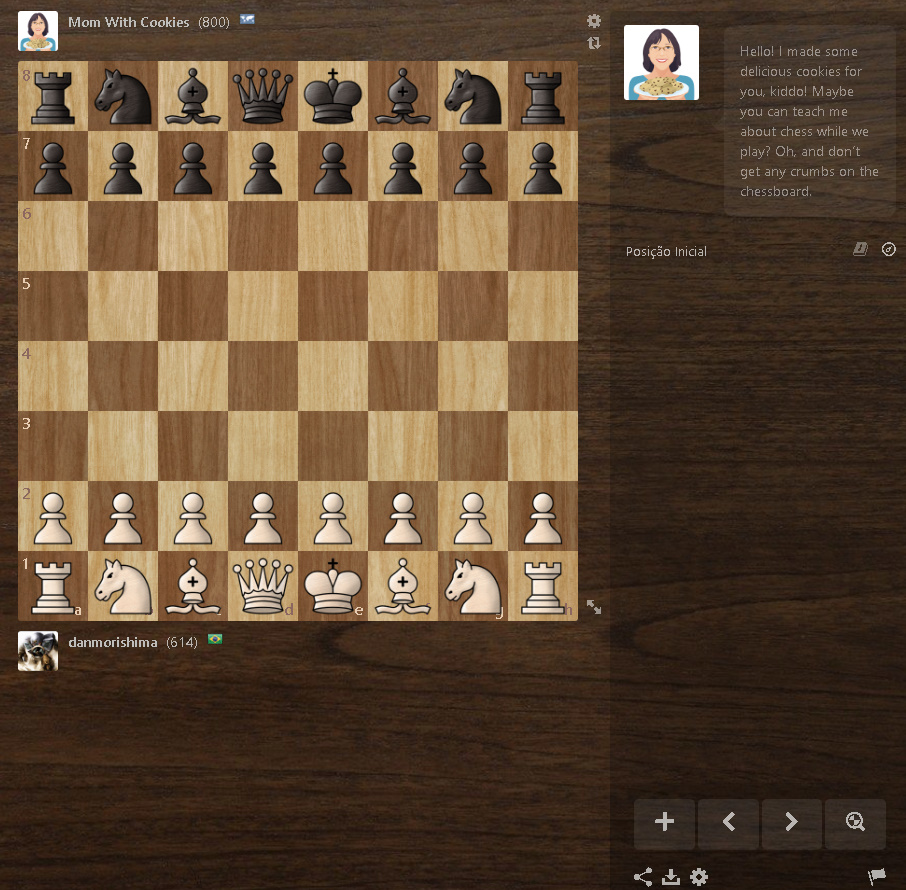 Mom With Cookies (800)
Hello! I made some
delicious cookies for
you, kiddo! Maybe
you can teach me
about chess while we
play? Oh, and don't
get any crumbs on the
chessboard.
Posição Inicial
8
7
6
5
4
3
2
1
a
d
e
h
danmorishima (614)